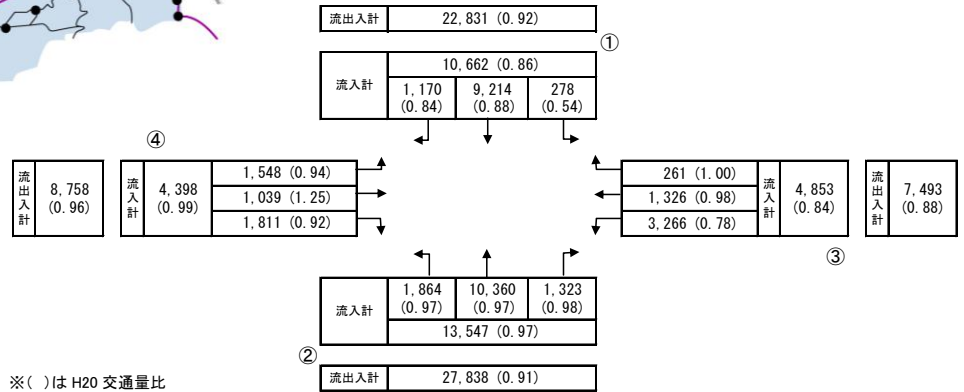 流出入計 22,831 (0.92)
①
流入計 10,662 (0.86)
1,170 (0.84) 9,214 (0.88) 278 (0.54)
④
流出入計 8,758 (0.96)
流入計 4,398 (0.99)
1,548 (0.94)
1,039 (1.25)
1,811 (0.92)
261 (1.00)
1,326 (0.98)
3,266 (0.78)
流入計 4,853 (0.84)
流出入計 7,493 (0.88)
③
流入計
1,864 (0.97) 10,360 (0.97) 1,323 (0.98)
13,547 (0.97)
②
流出入計 27,838 (0.91)
※( )は H20 交通量比